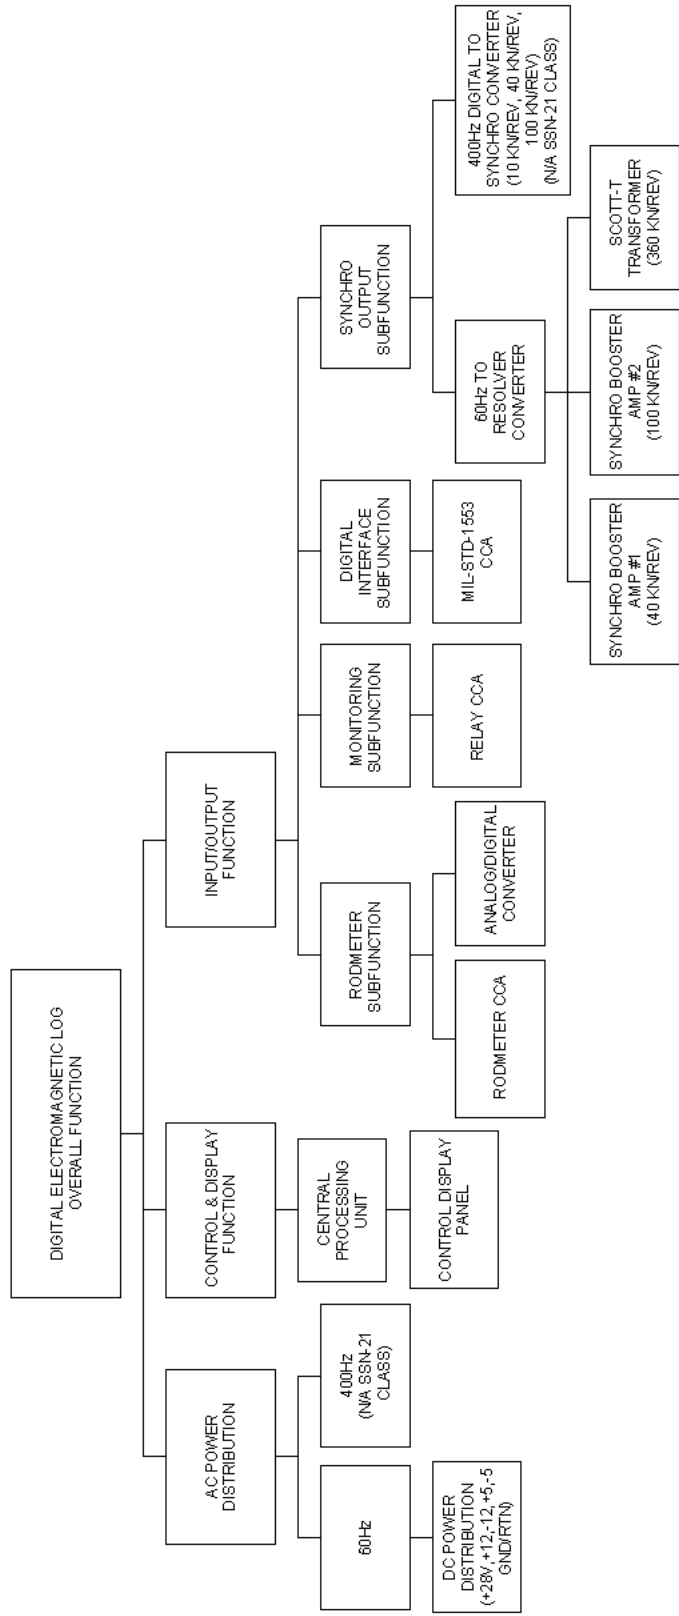 DIGITAL ELECTROMAGNETIC LOG
OVERALL FUNCTION
AC POWER
DISTRIBUTION
CONTROL & DISPLAY
FUNCTION
INPUT/OUTPUT
FUNCTION
60Hz
400Hz
(N/A SSN-21
CLASS)
CENTRAL
PROCESSING
UNIT
RODMETER
SUBFUNCTION
MONITORING
SUBFUNCTION
DIGITAL
INTERFACE
SUBFUNCTION
SYNCHRO
OUTPUT
SUBFUNCTION
DC POWER
DISTRIBUTION
(+28V,+12,-12,+5,-5
GND/RTN)
CONTROL DISPLAY
PANEL
RODMETER CCA
ANALOG/DIGITAL
CONVERTER
RELAY CCA
MIL-STD-1553
CCA
60Hz TO
RESOLVER
CONVERTER
400Hz DIGITAL TO
SYNCHRO CONVERTER
(10 KN/REV, 40 KN/REV,
100 KN/REV)
(N/A SSN-21 CLASS)
SYNCHRO BOOSTER
AMP #1
(40 KN/REV)
SYNCHRO BOOSTER
AMP #2
(100 KN/REV)
SCOTT-T
TRANSFORMER
(360 KN/REV)